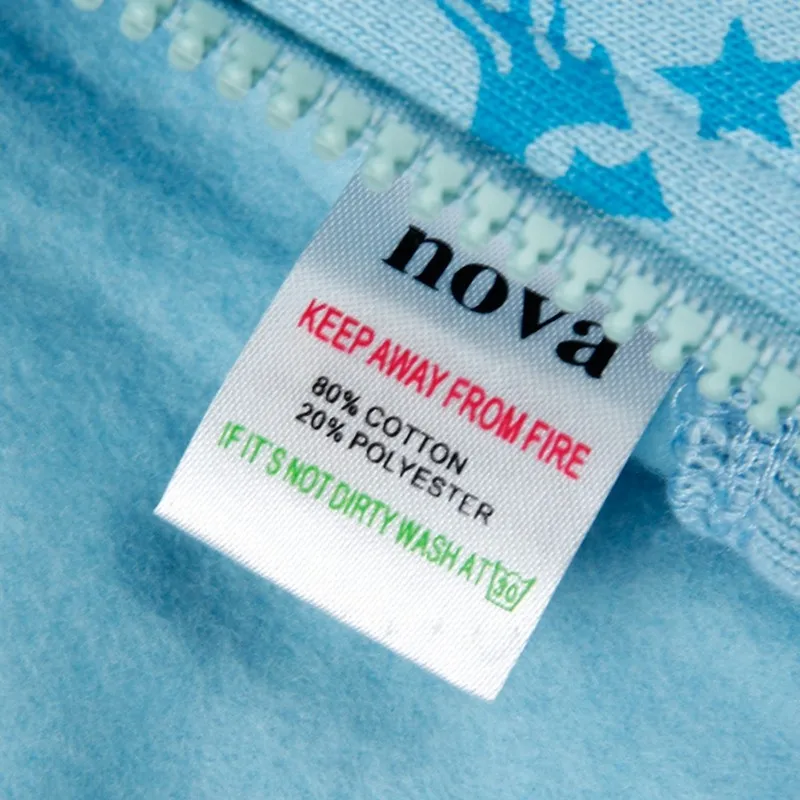 nova
KEEP AWAY FROM FIRE
80% COTTON
20% POLYESTER
IF IT'S NOT DIRTY WASH AT 30